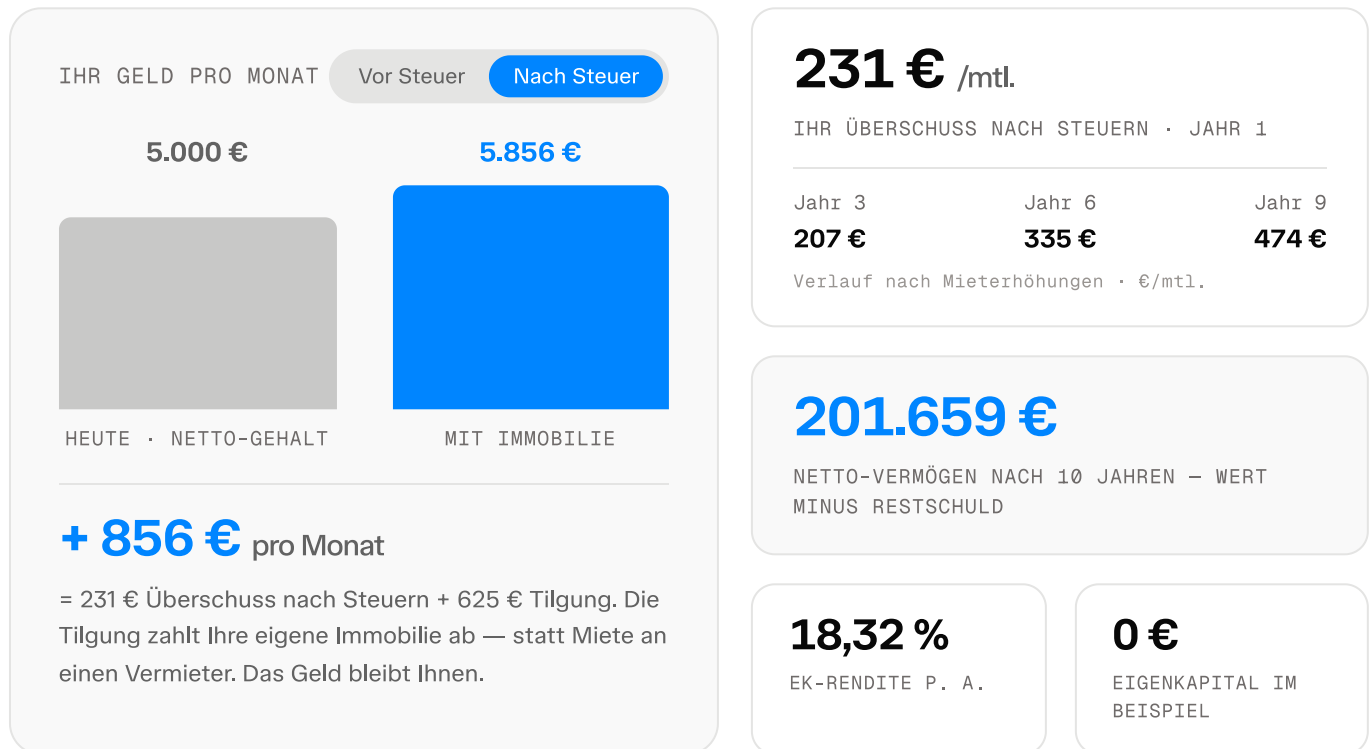 IHR GELD PRO MONAT
Vor Steuer
Nach Steuer
5.000 €
5.856 €
HEUTE · NETTO-GEHALT
MIT IMMOBILIE
+ 856 € pro Monat
= 231 € Überschuss nach Steuern + 625 € Tilgung. Die
Tilgung zahlt Ihre eigene Immobilie ab — statt Miete an
einen Vermieter. Das Geld bleibt Ihnen.
231 € /mtl.
IHR ÜBERSCHUSS NACH STEUERN · JAHR 1
Jahr 3
207 €
Jahr 6
335 €
Jahr 9
474 €
Verlauf nach Mieterhöhungen · €/mtl.
201.659 €
NETTO-VERMÖGEN NACH 10 JAHREN — WERT
MINUS RESTSCHULD
18,32 %
EK-RENDITE P. A.
0 €
EIGENKAPITAL IM
BEISPIEL